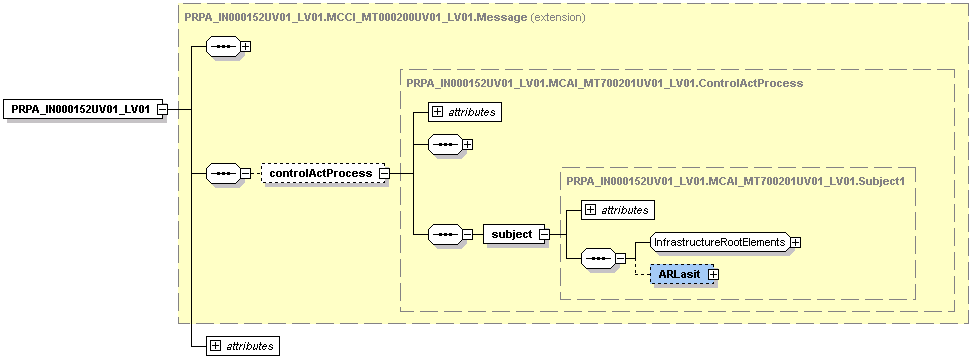 PRPA_IN000152UV01_LV01.MCCI_MT000200UV01_LV01.Message (extension)
PRPA_IN000152UV01_LV01.MCAI_MT700201UV01_LV01.ControlActProcess
PRPA_IN000152UV01_LV01
attributes
controlActProcess
PRPA_IN000152UV01_LV01.MCAI_MT700201UV01_LV01.Subject1
attributes
subject
InfrastructureRootElements
ARLasit
attributes